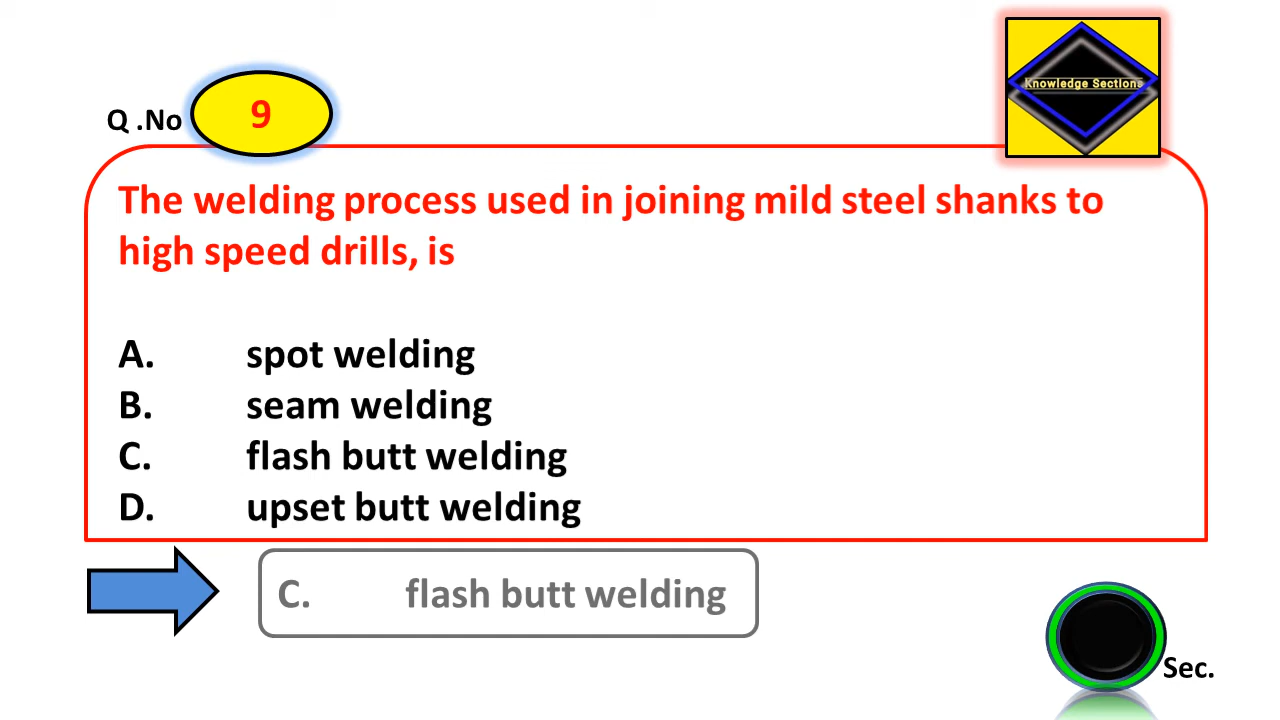 Knowledge Sections
Q .No 9
The welding process used in joining mild steel shanks to
high speed drills, is
A. spot welding
B. seam welding
C. flash butt welding
D. upset butt welding
C. flash butt welding
Sec.